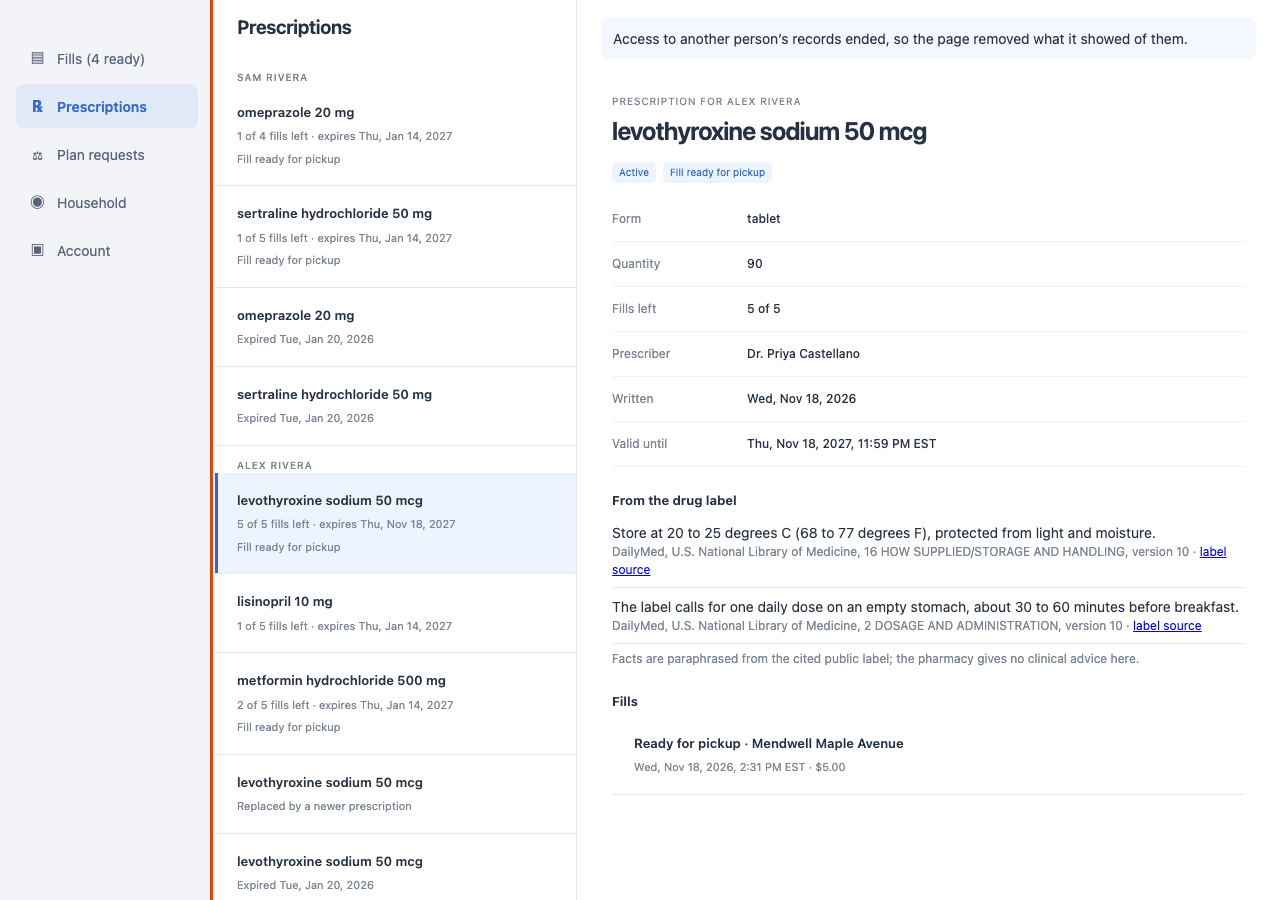 Fills (4 ready)
Prescriptions
Plan requests
Household
Account
Prescriptions
SAM RIVERA
omeprazole 20 mg
1 of 4 fills left · expires Thu, Jan 14, 2027
Fill ready for pickup
sertraline hydrochloride 50 mg
1 of 5 fills left · expires Thu, Jan 14, 2027
Fill ready for pickup
omeprazole 20 mg
Expired Tue, Jan 20, 2026
sertraline hydrochloride 50 mg
Expired Tue, Jan 20, 2026
ALEX RIVERA
levothyroxine sodium 50 mcg
5 of 5 fills left · expires Thu, Nov 18, 2027
Fill ready for pickup
lisinopril 10 mg
1 of 5 fills left · expires Thu, Jan 14, 2027
metformin hydrochloride 500 mg
2 of 5 fills left · expires Thu, Jan 14, 2027
Fill ready for pickup
levothyroxine sodium 50 mcg
Replaced by a newer prescription
levothyroxine sodium 50 mcg
Expired Tue, Jan 20, 2026
Access to another person’s records ended, so the page removed what it showed of them.
PRESCRIPTION FOR ALEX RIVERA
levothyroxine sodium 50 mcg
Active
Fill ready for pickup
Form tablet
Quantity 90
Fills left 5 of 5
Prescriber Dr. Priya Castellano
Written Wed, Nov 18, 2026
Valid until Thu, Nov 18, 2027, 11:59 PM EST
From the drug label
Store at 20 to 25 degrees C (68 to 77 degrees F), protected from light and moisture.
DailyMed, U.S. National Library of Medicine, 16 HOW SUPPLIED/STORAGE AND HANDLING, version 10 · label
source
The label calls for one daily dose on an empty stomach, about 30 to 60 minutes before breakfast.
DailyMed, U.S. National Library of Medicine, 2 DOSAGE AND ADMINISTRATION, version 10 · label source
Facts are paraphrased from the cited public label; the pharmacy gives no clinical advice here.
Fills
Ready for pickup · Mendwell Maple Avenue
Wed, Nov 18, 2026, 2:31 PM EST · $5.00